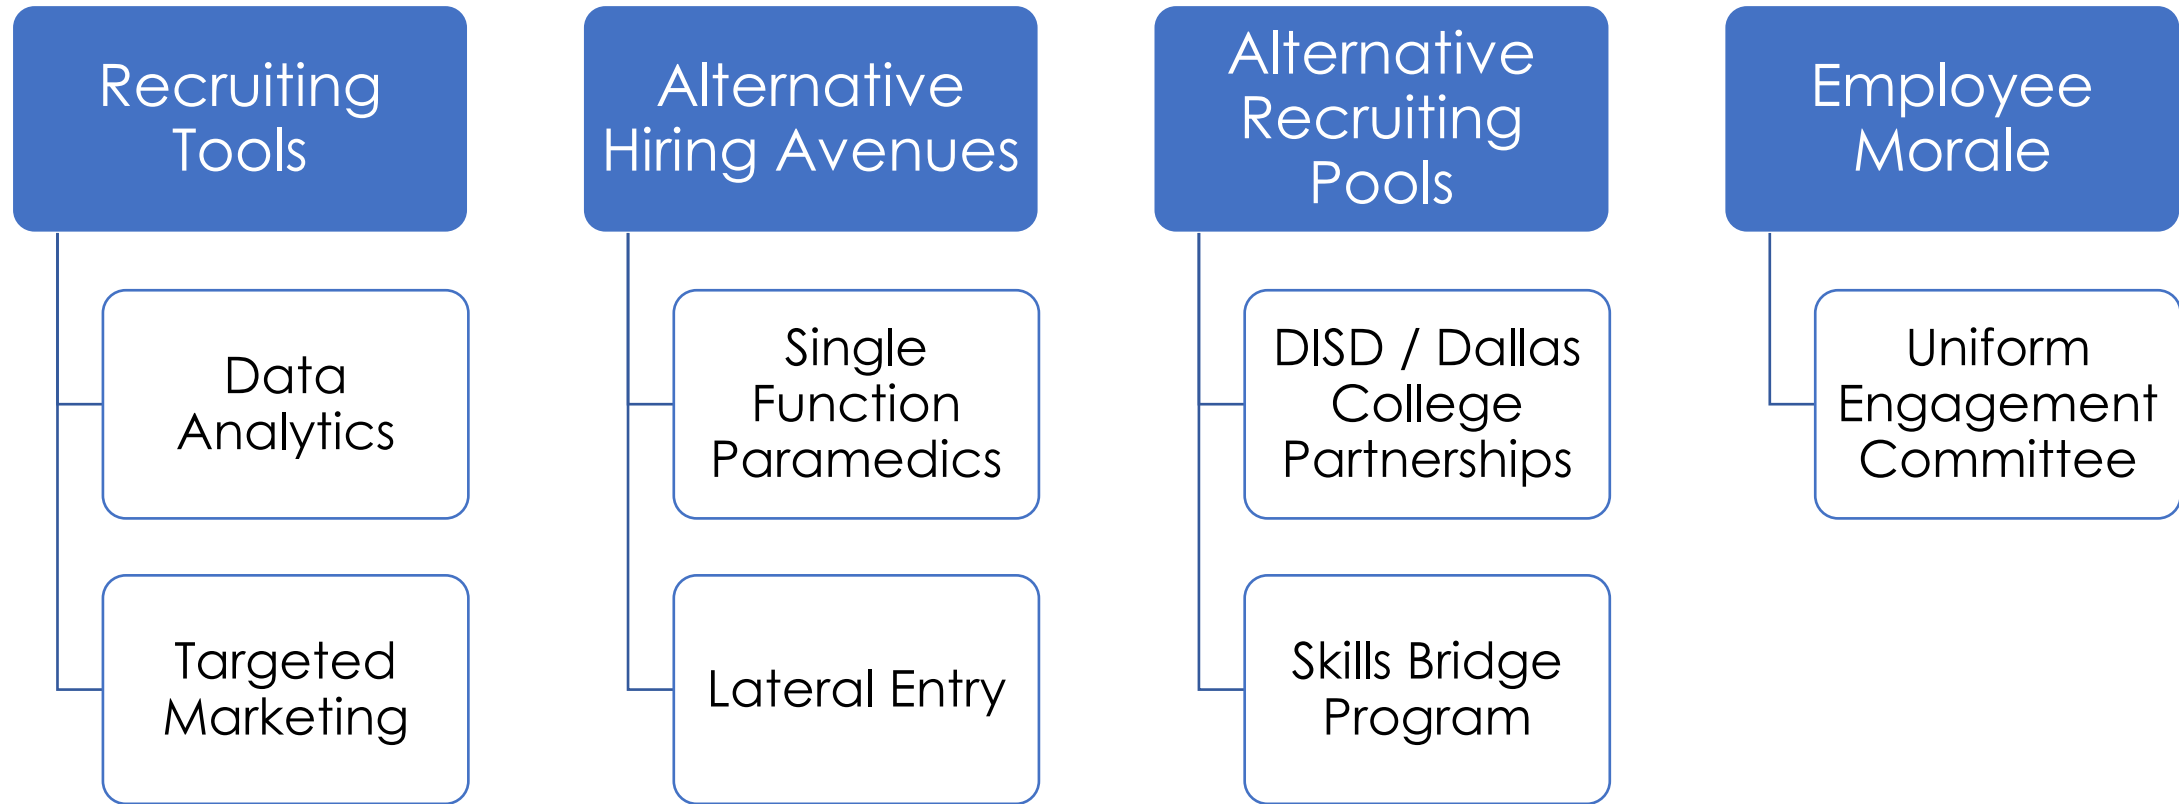 Recruiting
Tools
Data
Analytics
Targeted
Marketing
Alternative
Hiring Avenues
Single
Function
Paramedics
Lateral Entry
Alternative
Recruiting
Pools
DISD / Dallas
College
Partnerships
Skills Bridge
Program
Employee
Morale
Uniform
Engagement
Committee